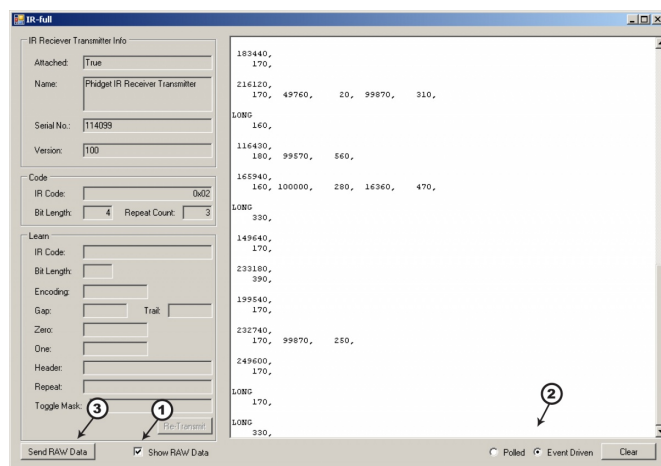 IR-full
IR Reciever Transmitter Info
Attached: True
Name: Phidget IR Receiver Transmitter
Serial No.: 114099
Version: 100
Code
IR Code: 0x02
Bit Length: 4 Repeat Count: 3
Learn
IR Code:
Bit Length:
Encoding:
Gap: Trail:
Zero:
One:
Header:
Repeat:
Toggle Mask:
Re-Transmit
183440,
170,
216120,
170, 49760, 20, 99870, 310,
LONG
160,
116430,
180, 99570, 560,
165940,
160, 100000, 280, 16360, 470,
LONG
330,
149640,
170,
233180,
390,
199540,
170,
232740,
170, 99870, 250,
249600,
170,
LONG
170,
LONG
330,
3
1
2
Send RAW Data Show RAW Data Polled Event Driven Clear